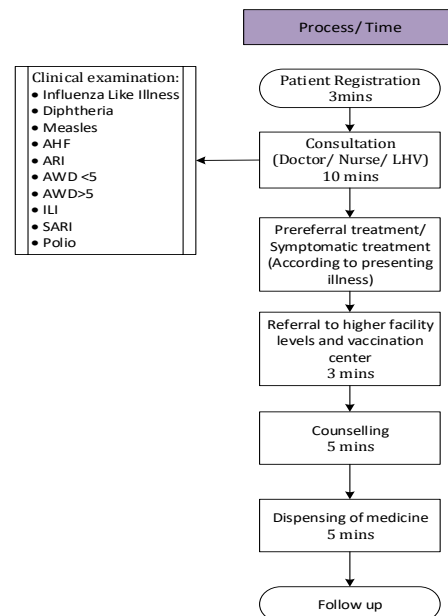 Process/ Time
Patient Registration
3mins
Clinical examination:
• Influenza Like Illness
• Diphtheria
• Measles
• AHF
• ARI
• AWD <5
• AWD>5
• ILI
• SARI
• Polio
Consultation
(Doctor/ Nurse/ LHV)
10 mins
Prereferral treatment/
Symptomatic treatment
(According to presenting
illness)
Referral to higher facility
levels and vaccination
center
3 mins
Counselling
5 mins
Dispensing of medicine
5 mins
Follow up